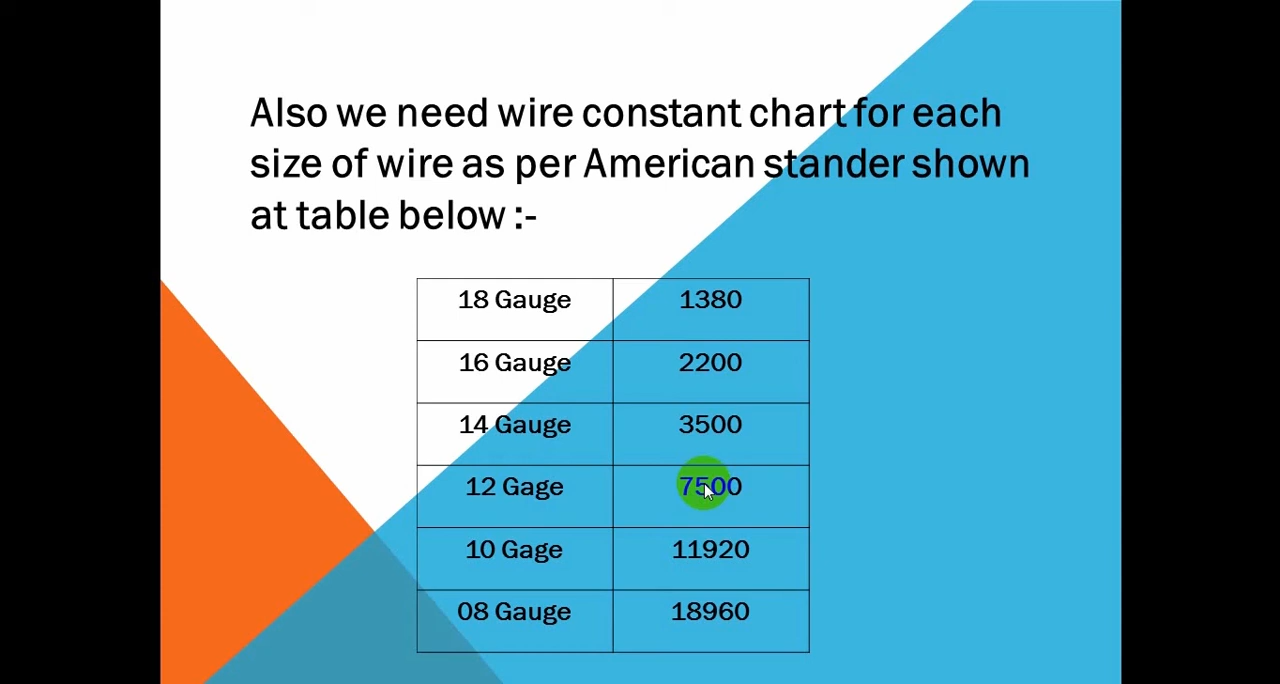 Also we need wire constant chart for each
size of wire as per American stander shown
at table below :-
18 Gauge 1380
16 Gauge 2200
14 Gauge 3500
12 Gage 7500
10 Gage 11920
08 Gauge 18960